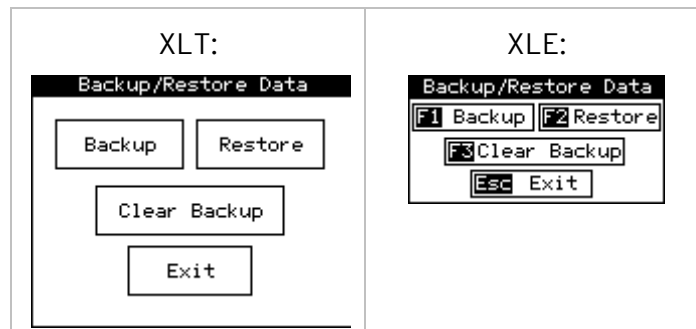 XLT:
Backup/Restore Data
Backup Restore
Clear Backup
Exit
XLE:
Backup/Restore Data
F1 Backup F2 Restore
F3 Clear Backup
Esc Exit